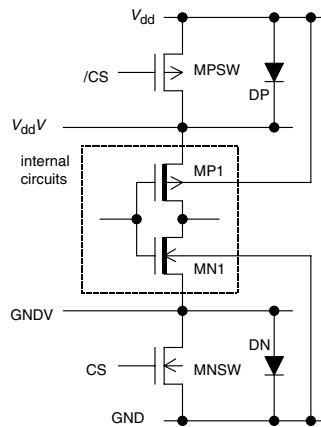 Vdd
MPSW
/CS
DP
VddV
internal
circuits
MP1
MN1
GNDV
DN
CS
MNSW
GND